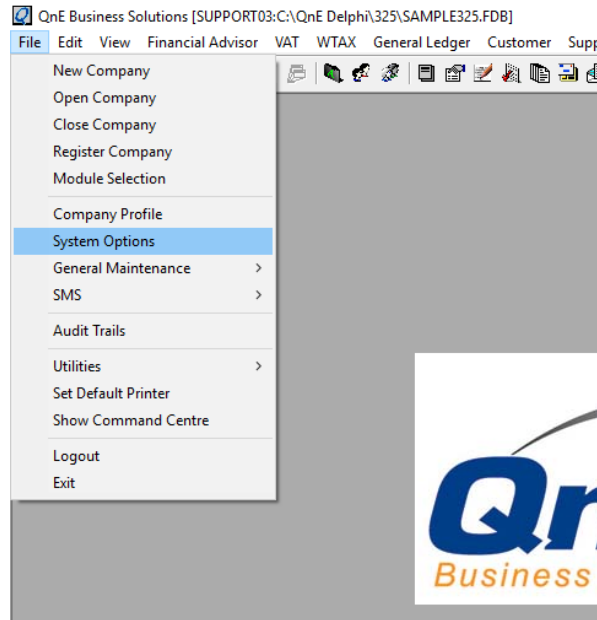 QnE Business Solutions [SUPPORT03:C:\QnE Delphi\325\SAMPLE325.FDB]
File Edit View Financial Advisor VAT WTAX General Ledger Customer Supp
New Company
Open Company
Close Company
Register Company
Module Selection
Company Profile
System Options
General Maintenance
SMS
Audit Trails
Utilities
Set Default Printer
Show Command Centre
Logout
Exit
Qn
Business